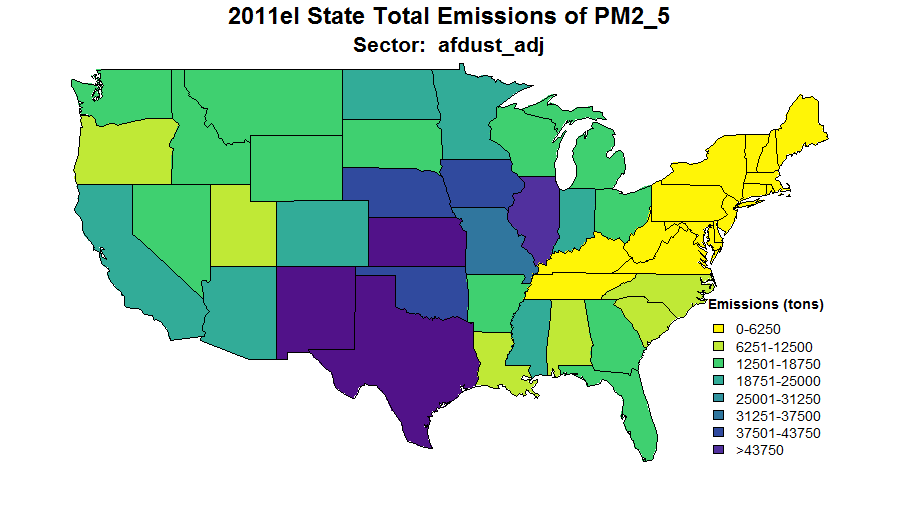 2011el State Total Emissions of PM2_5
Sector:  afdust_adj
Emissions (tons)
0-6250
6251-12500
12501-18750
18751-25000
25001-31250
31251-37500
37501-43750
>43750